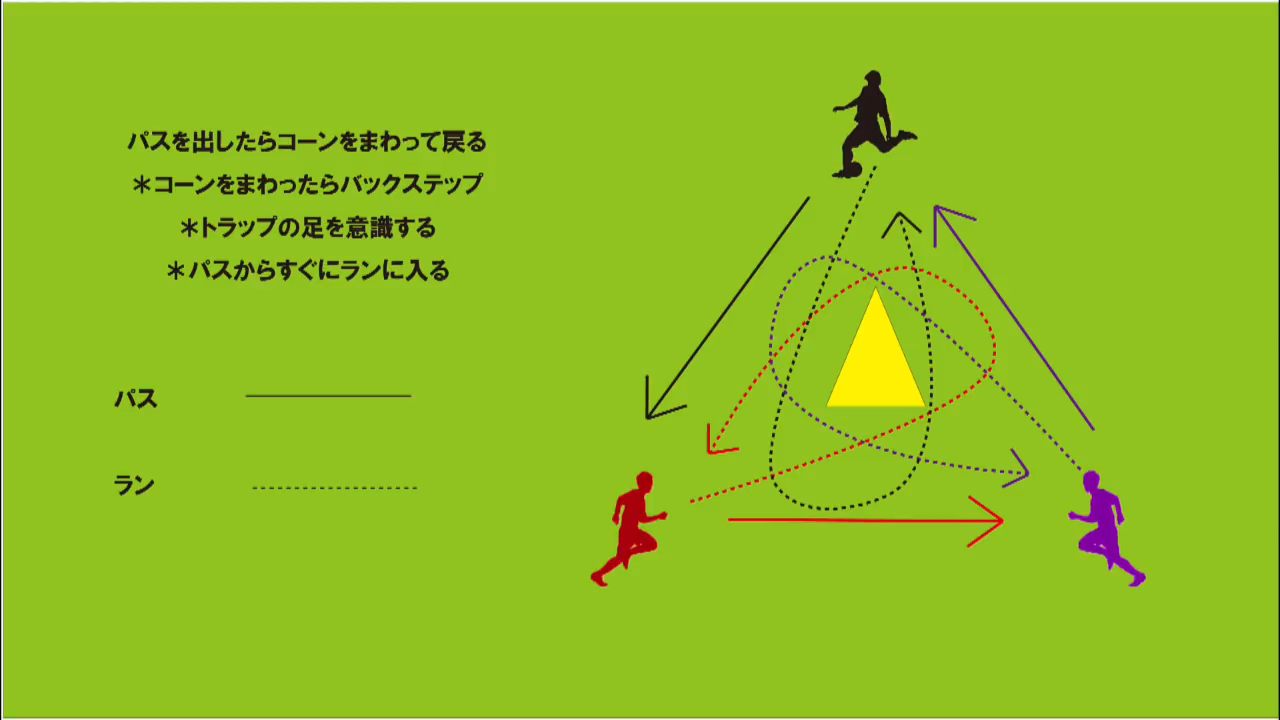 パスを出したらコーンをまわって戻る
＊コーンをまわったらバックステップ
＊トラップの足を意識する
＊パスからすぐにランに入る
パス
ラン